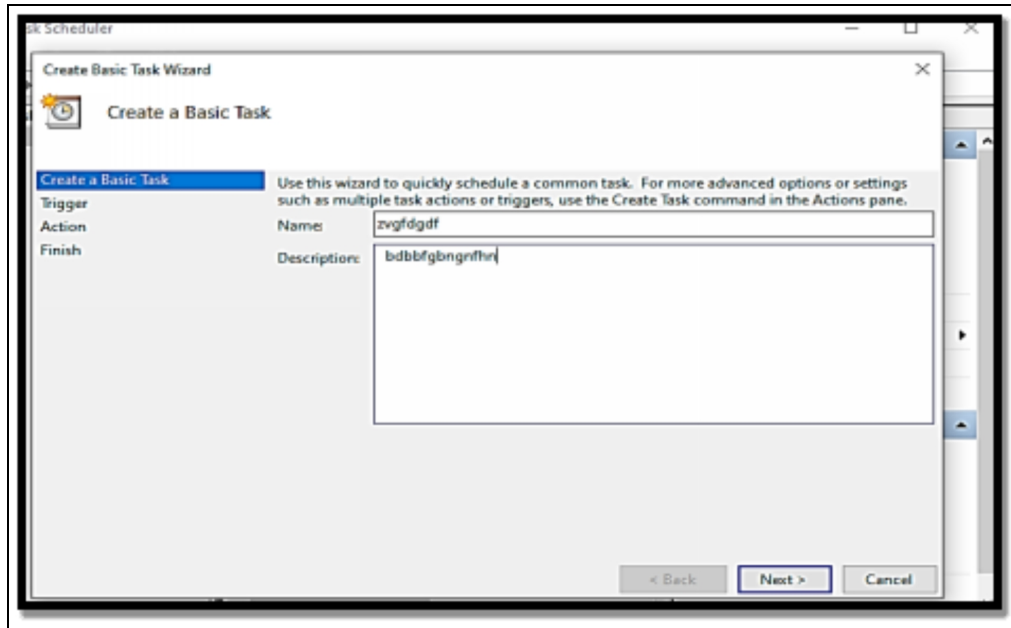 sk Scheduler
Create Basic Task Wizard
Create a Basic Task
Create a Basic Task
Trigger
Action
Finish
Use this wizard to quickly schedule a common task. For more advanced options or settings
such as multiple task actions or triggers, use the Create Task command in the Actions pane.
Name:
zvgfdgdf
Description:
bdbbfgbngnfhn
< Back
Next >
Cancel